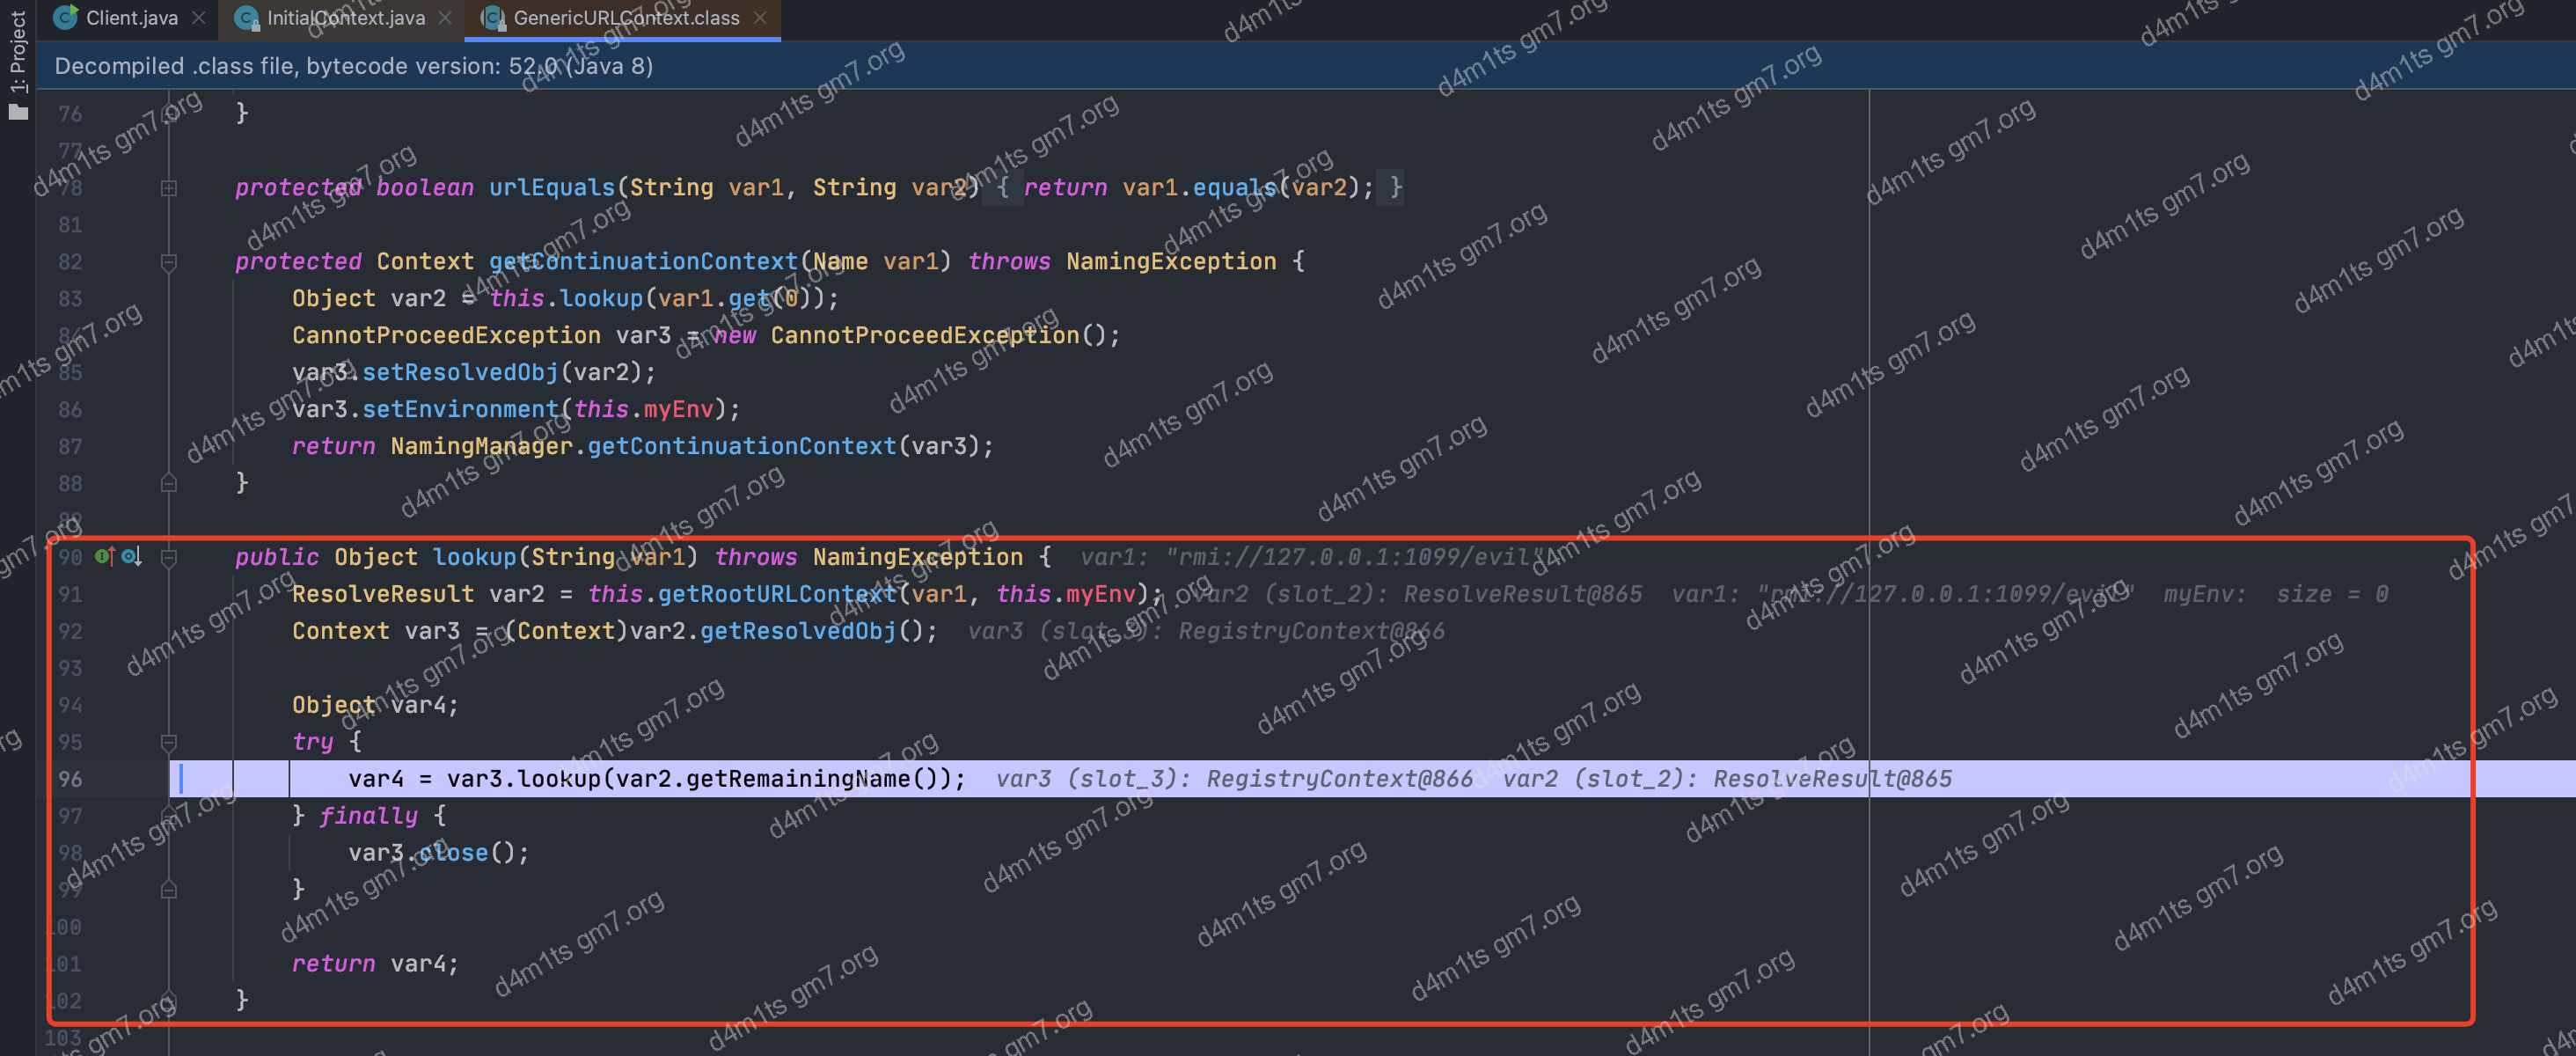 Client.java
InitialContext.java
GenericURLContext.class
1: Project
Decompiled .class file, bytecode version: 52.0 (Java 8)
76 }
77
78 protected boolean urlEquals(String var1, String var2) { return var1.equals(var2); }
81
82 protected Context getContinuationContext(Name var1) throws NamingException {
83 Object var2 = this.lookup(var1.get(0));
84 CannotProceedException var3 = new CannotProceedException();
85 var3.setResolvedObj(var2);
86 var3.setEnvironment(this.myEnv);
87 return NamingManager.getContinuationContext(var3);
88 }
89
90 public Object lookup(String var1) throws NamingException { var1: "rmi://127.0.0.1:1099/evil"
91 ResolveResult var2 = this.getRootURLContext(var1, this.myEnv); var2 (slot_2): ResolveResult@865 var1: "rmi://127.0.0.1:1099/evil" myEnv: size = 0
92 Context var3 = (Context)var2.getResolvedObj(); var3 (slot_3): RegistryContext@866
93
94 Object var4;
95 try {
96 var4 = var3.lookup(var2.getRemainingName()); var3 (slot_3): RegistryContext@866 var2 (slot_2): ResolveResult@865
97 } finally {
98 var3.close();
99 }
100
101 return var4;
102 }
103
d4m1ts gm7.org